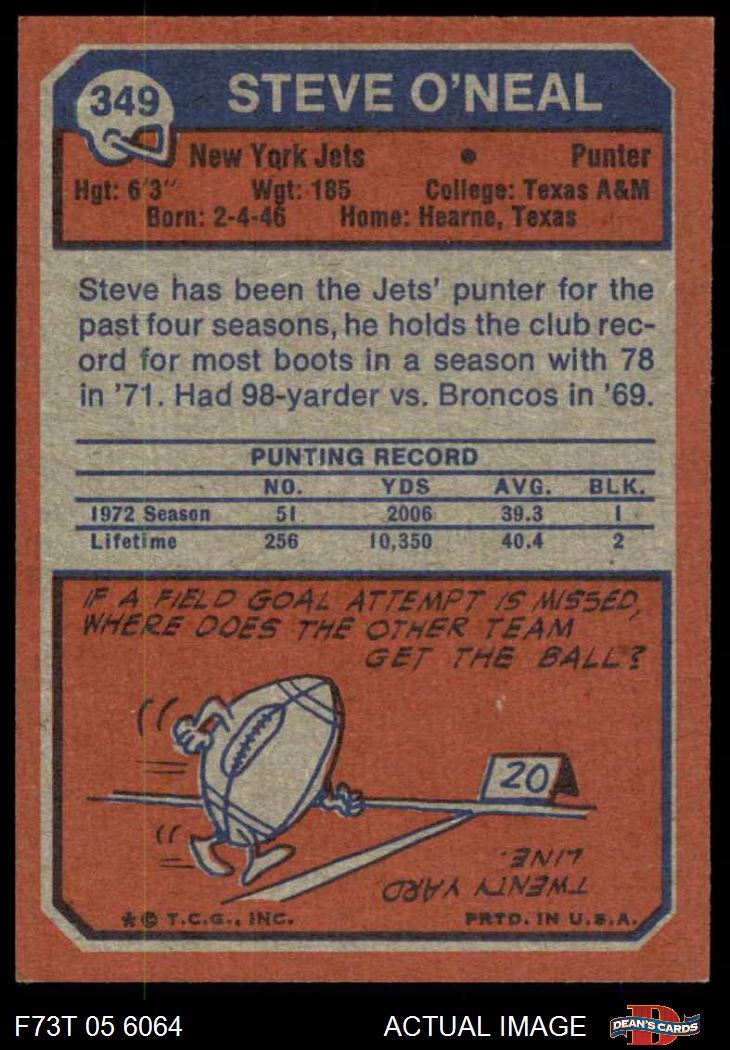 349 STEVE O'NEAL
New York Jets • Punter
Hgt: 6'3" Wgt: 185 College: Texas A&M
Born: 2-4-46 Home: Hearne, Texas
Steve has been the Jets' punter for the
past four seasons, he holds the club rec-
ord for most boots in a season with 78
in '71. Had 98-yarder vs. Broncos in '69.
PUNTING RECORD
NO. YDS AVG. BLK.
1972 Season 51 2006 39.3 1
Lifetime 256 10,350 40.4 2
IF A FIELD GOAL ATTEMPT IS MISSED,
WHERE DOES THE OTHER TEAM
GET THE BALL?
20
TWENTY YARD
LINE.
* © T.C.G., INC. PRTD. IN U.S.A.
F73T 05 6064 ACTUAL IMAGE D DEAN'S CARDS